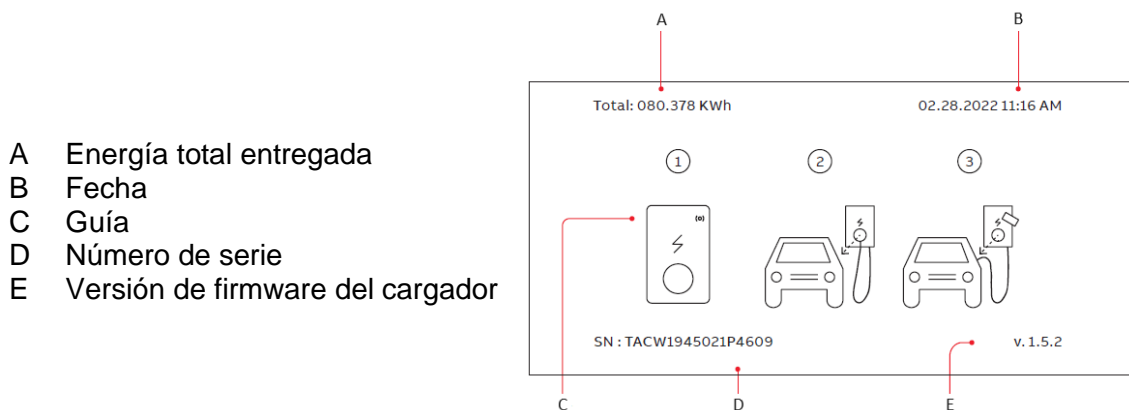 A B
Total: 080.378 KWh 02.28.2022 11:16 AM
A Energía total entregada
B Fecha
C Guía
D Número de serie
E Versión de firmware del cargador
1 2 3
SN : TACW1945021P4609 v. 1.5.2
C D E